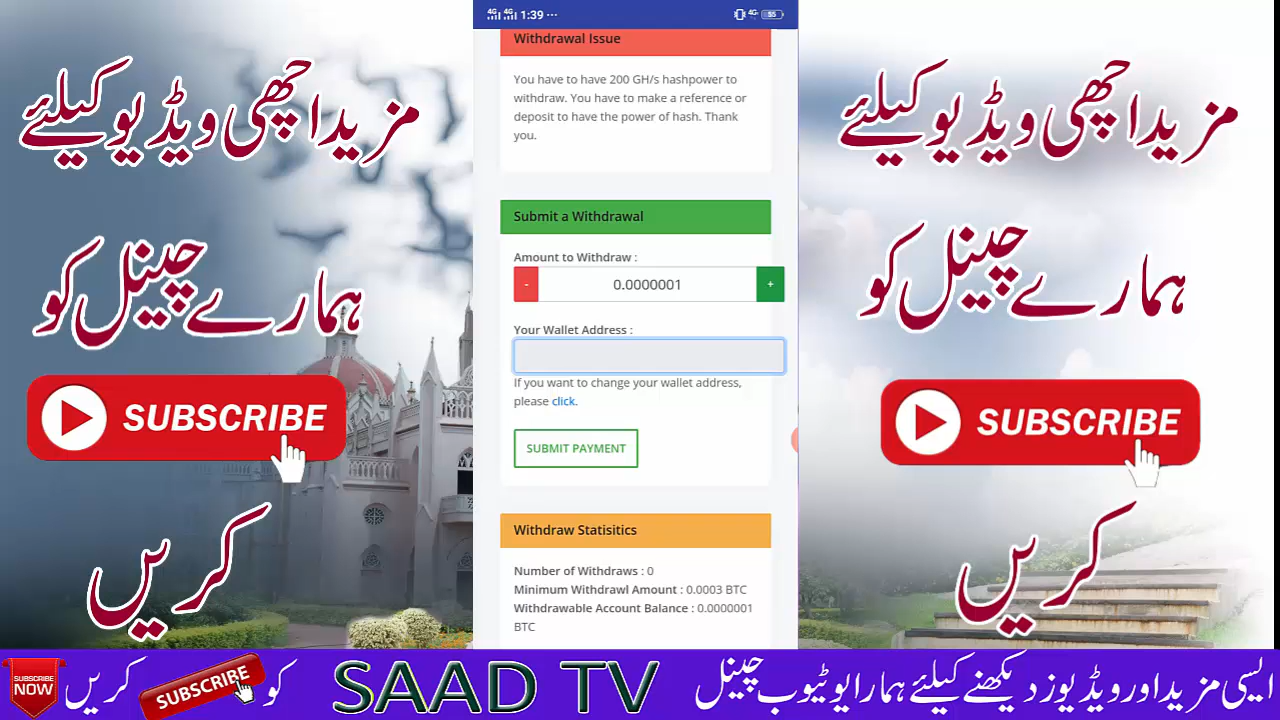 4G 4G 1:39 ··· 4G 55
مزید اچھی ویڈیو کیلئے
ہمارے چینل کو
SUBSCRIBE
کریں
Withdrawal Issue
You have to have 200 GH/s hashpower to
withdraw. You have to make a reference or
deposit to have the power of hash. Thank
you.
Submit a Withdrawal
Amount to Withdraw :
- 0.0000001 +
Your Wallet Address :
If you want to change your wallet address,
please click.
SUBMIT PAYMENT
Withdraw Statisitics
Number of Withdraws : 0
Minimum Withdrawl Amount : 0.0003 BTC
Withdrawable Account Balance : 0.0000001
BTC
مزید اچھی ویڈیو کیلئے
ہمارے چینل کو
SUBSCRIBE
کریں
ایسی مزید اور ویڈیوز دیکھنے کیلئے ہمارا یوٹیوب چینل SAAD TV کو SUBSCRIBE کریں SUBSCRIBE NOW